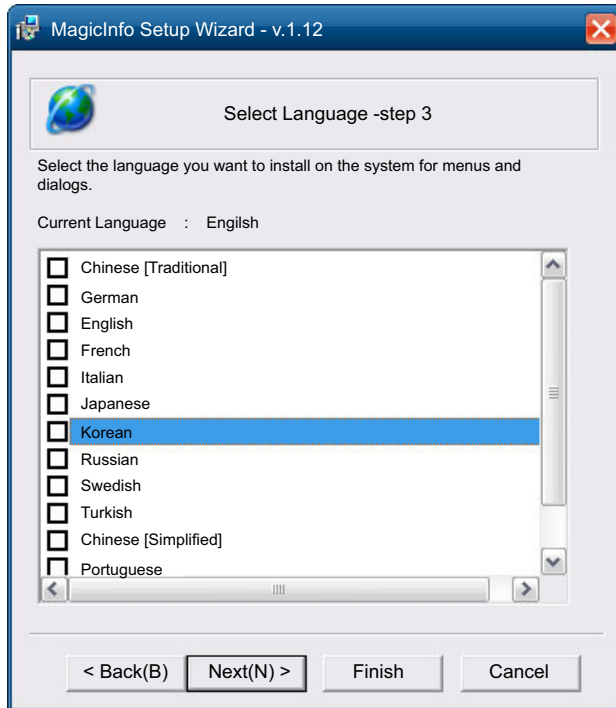 MagicInfo Setup Wizard - v.1.12
Select Language -step 3
Select the language you want to install on the system for menus and
dialogs.
Current Language : Engilsh
Chinese [Traditional]
German
English
French
Italian
Japanese
Korean
Russian
Swedish
Turkish
Chinese [Simplified]
Portuguese
< Back(B) Next(N) > Finish Cancel